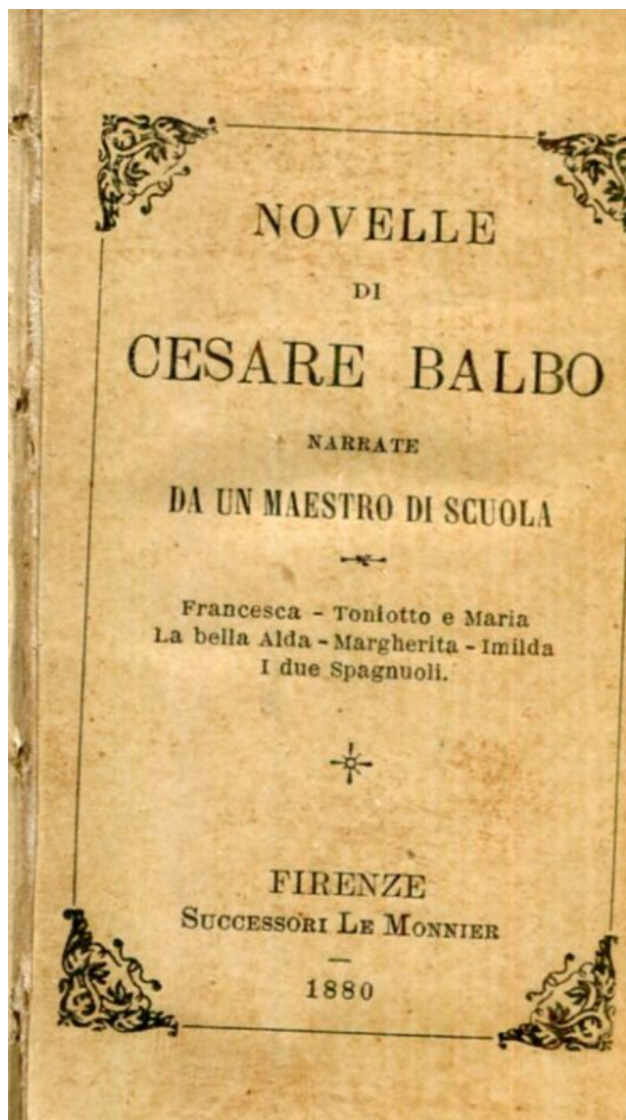 NOVELLE
DI
CESARE BALBO
NARRATE
DA UN MAESTRO DI SCUOLA
Francesca - Toniotto e Maria
La bella Alda - Margherita - Imilda
I due Spagnuoli.
FIRENZE
SUCCESSORI LE MONNIER
—
1880